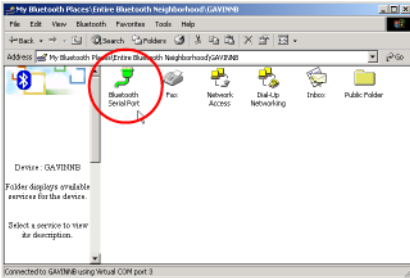 My Bluetooth Places\Entire Bluetooth Neighborhood\GAVINNB
File Edit View Bluetooth Favorites Tools Help
Back Search Folders
Address My Bluetooth Places\Entire Bluetooth Neighborhood\GAVINNB Go
Bluetooth Serial Port
Fax
Network Access
Dial-Up Networking
Inbox
Public Folder
Device : GAVINNB
Folder displays available
services for the device.
Select a service to view
its description.
Connected to GAVINNB using Virtual COM port 3